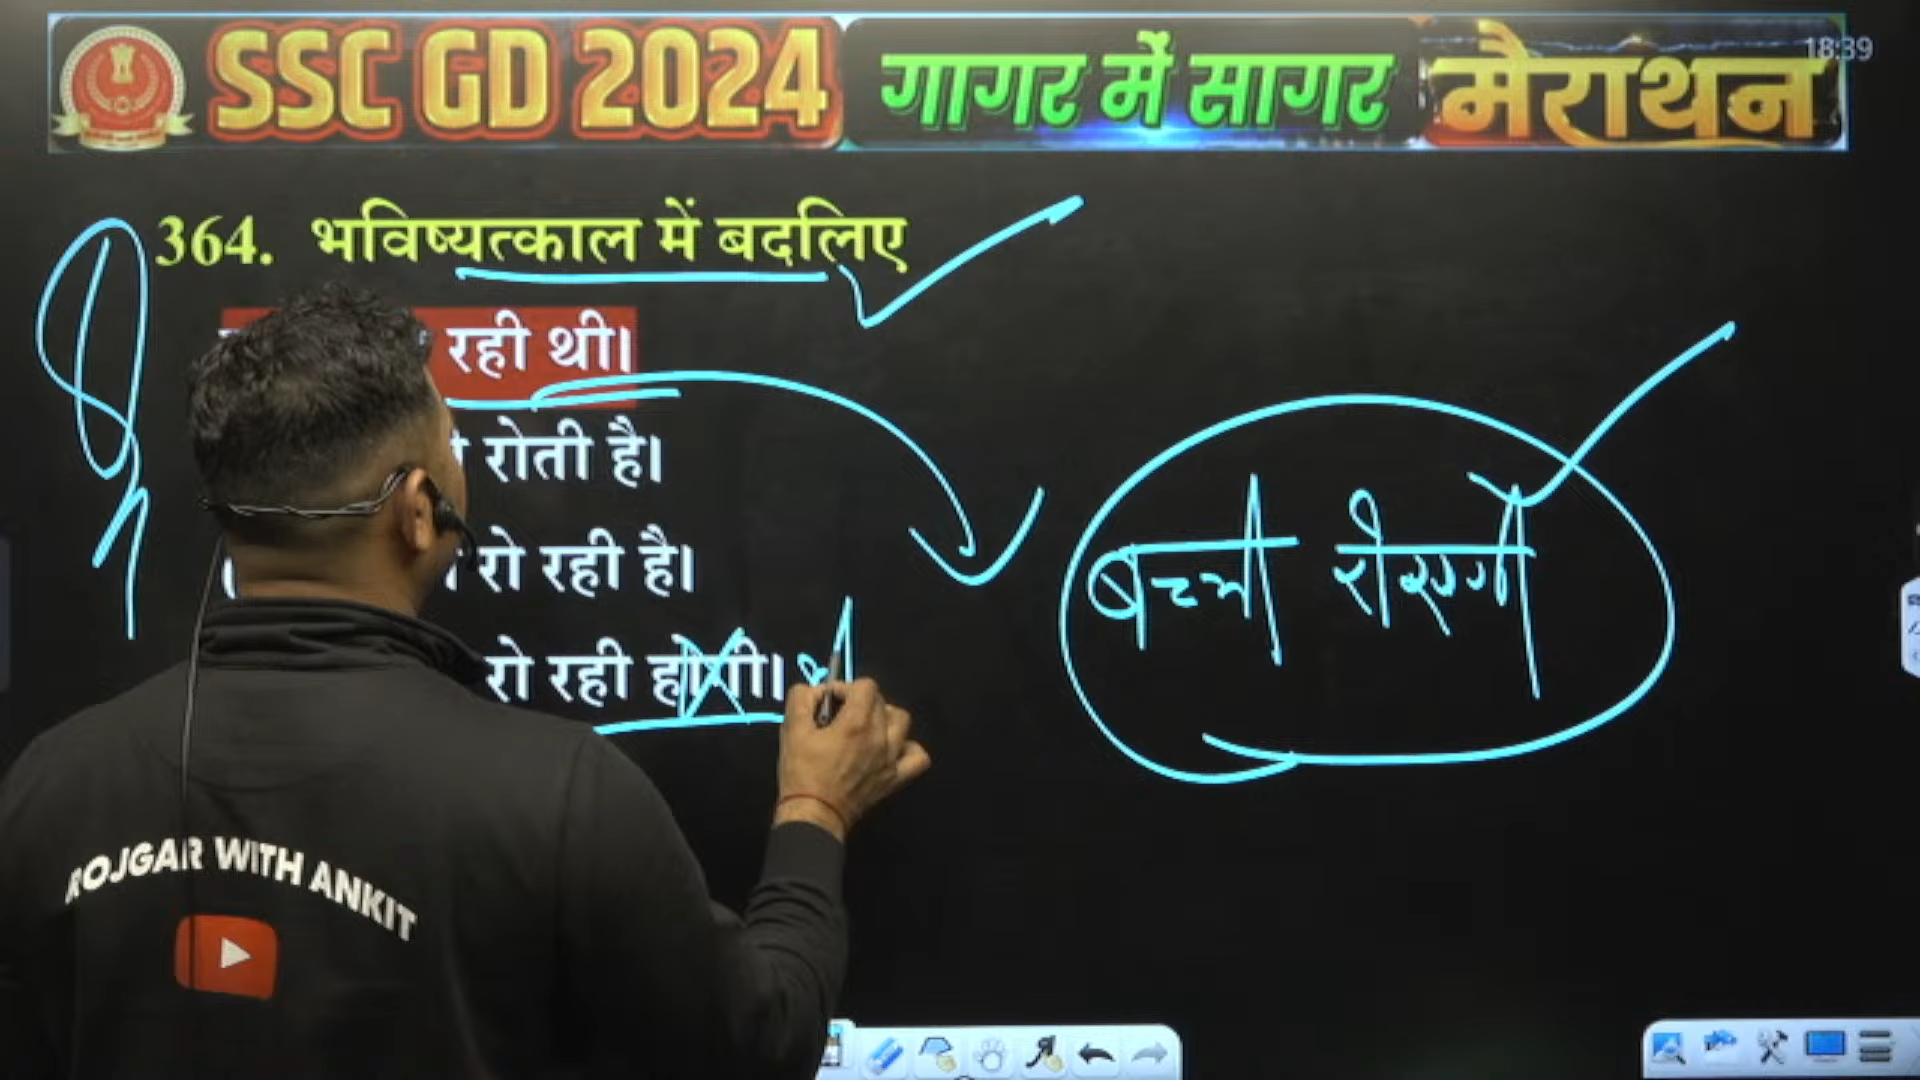 SSC GD 2024 गागर में सागर मैराथन
18:39
364. भविष्यत्काल में बदलिए
रही थी।
रोती है।
रो रही है।
रो रही होगी।
बच्ची रोएगी
ROJGAR WITH ANKIT